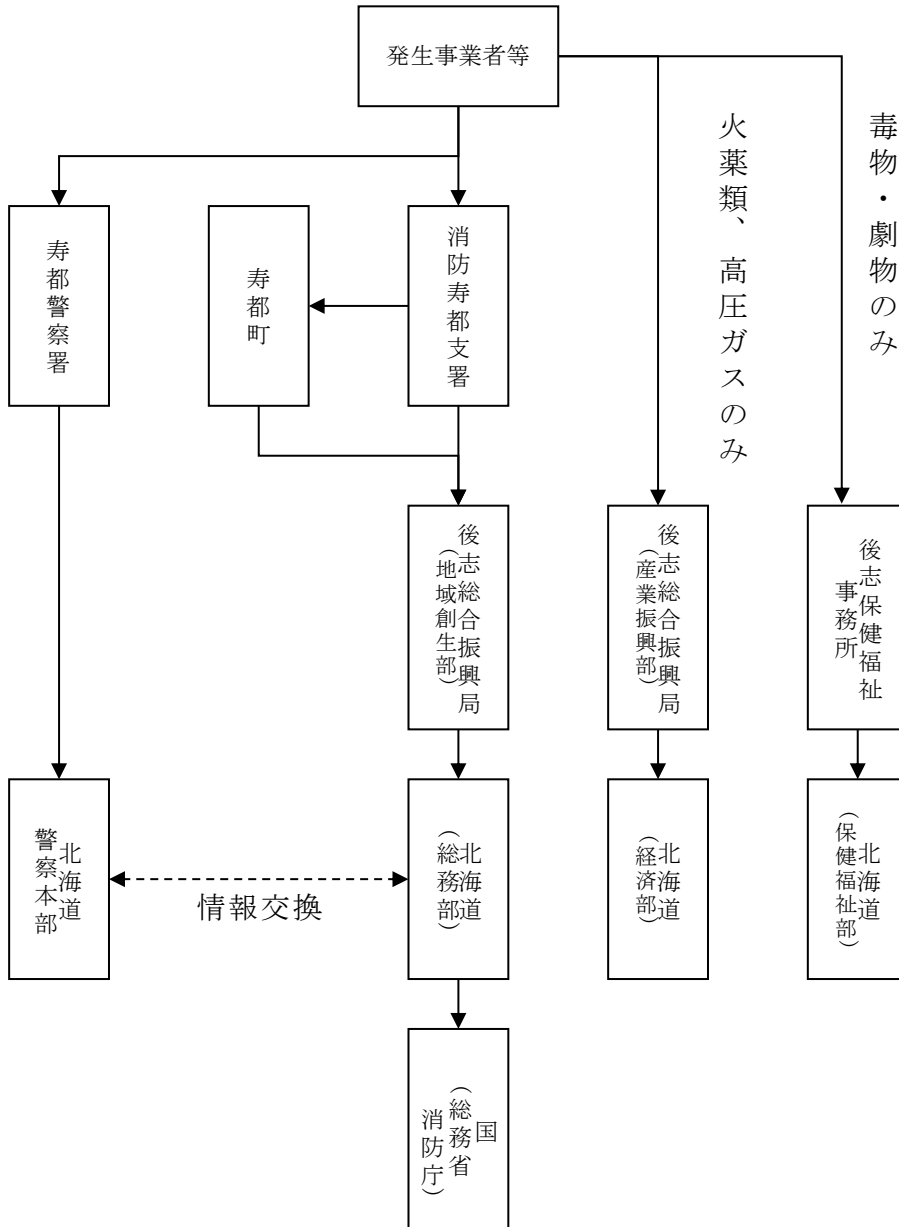 発生事業者等
火薬類、高圧ガスのみ
毒物・劇物のみ
寿都警察署
寿都町
消防寿都支署
後志総合振興局
(地域創生部)
後志総合振興局
(産業振興部)
後志保健福祉
事務所
北海道
警察本部
情報交換
北海道
(総務部)
北海道
(経済部)
北海道
(保健福祉部)
国
(総務省
消防庁)